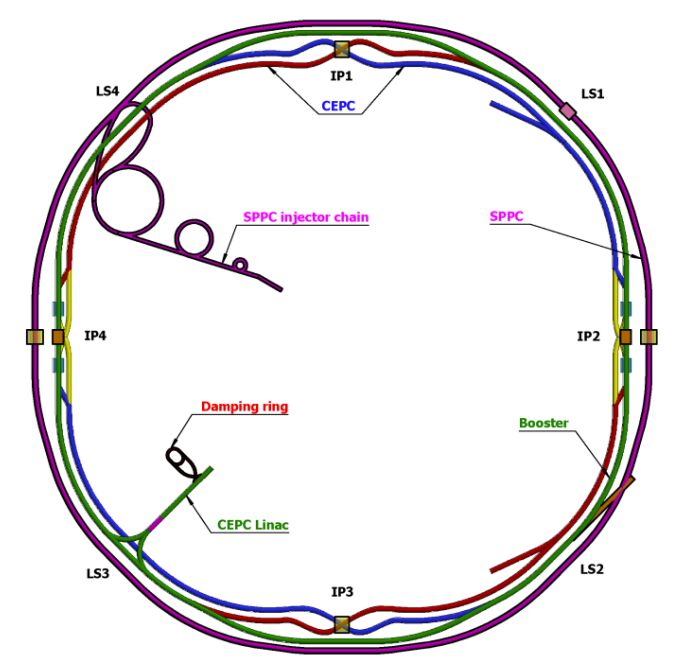 IP1
LS4
LS1
CEPC
SPPC injector chain
SPPC
IP4
IP2
Damping ring
Booster
CEPC Linac
LS3
LS2
IP3